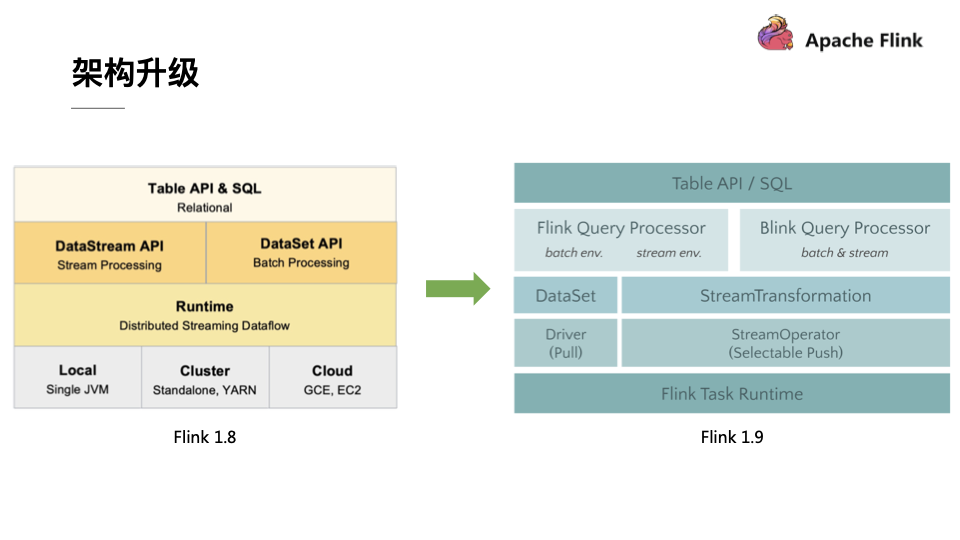 Apache Flink
架构升级
Table API & SQL
Relational
DataStream API
Stream Processing
DataSet API
Batch Processing
Runtime
Distributed Streaming Dataflow
Local
Single JVM
Cluster
Standalone, YARN
Cloud
GCE, EC2
Flink 1.8
Table API / SQL
Flink Query Processor
batch env. stream env.
Blink Query Processor
batch & stream
DataSet
StreamTransformation
Driver
(Pull)
StreamOperator
(Selectable Push)
Flink Task Runtime
Flink 1.9